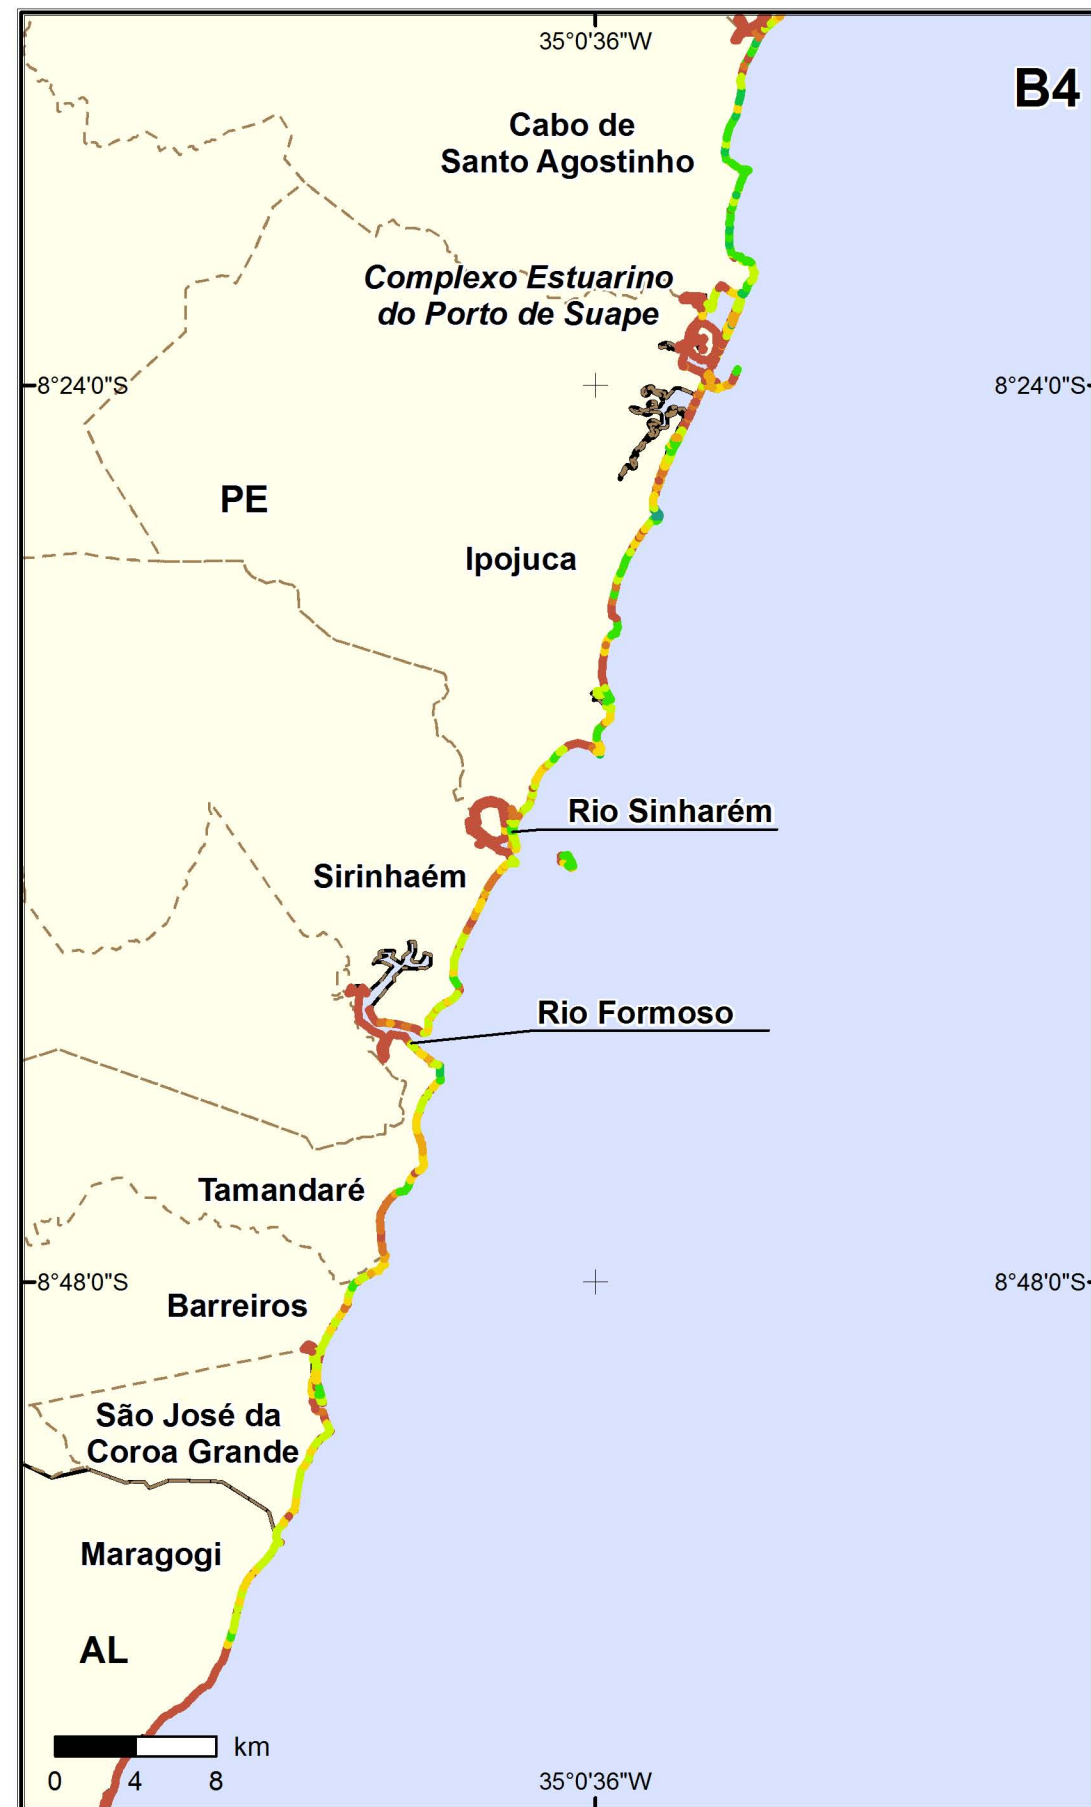 35°0'36"W
B4
Cabo de
Santo Agostinho
Complexo Estuarino
do Porto de Suape
8°24'0"S
8°24'0"S
PE
Ipojuca
Rio Sinharém
Sirinhaém
Rio Formoso
Tamandaré
8°48'0"S
8°48'0"S
Barreiros
São José da
Coroa Grande
Maragogi
AL
km
0 4 8
35°0'36"W